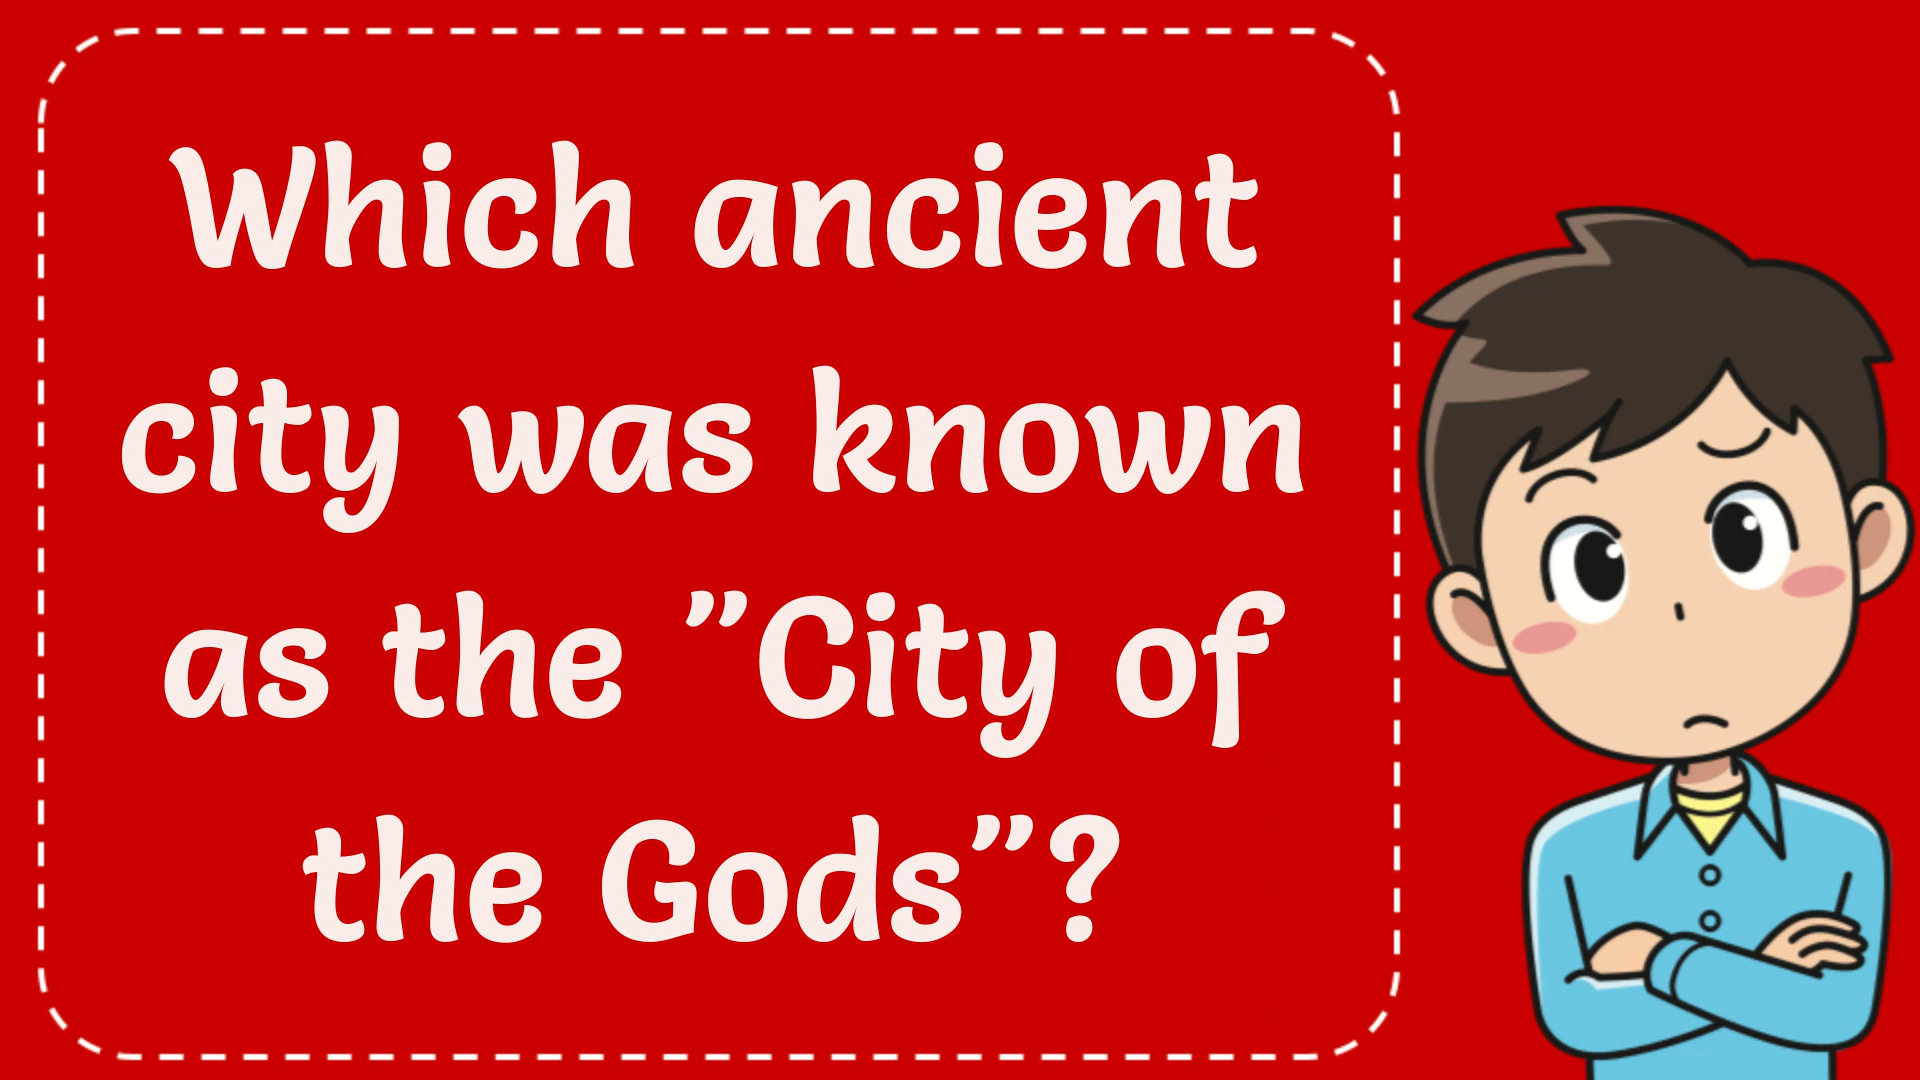 Which ancient
city was known
as the ”City of
the Gods”?